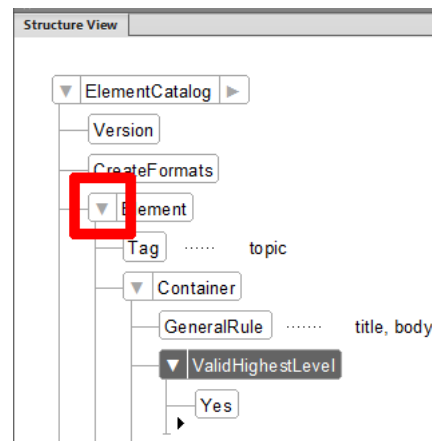 Structure View
ElementCatalog
Version
CreateFormats
Element
Tag ...... topic
Container
GeneralRule ....... title, body
ValidHighestLevel
Yes